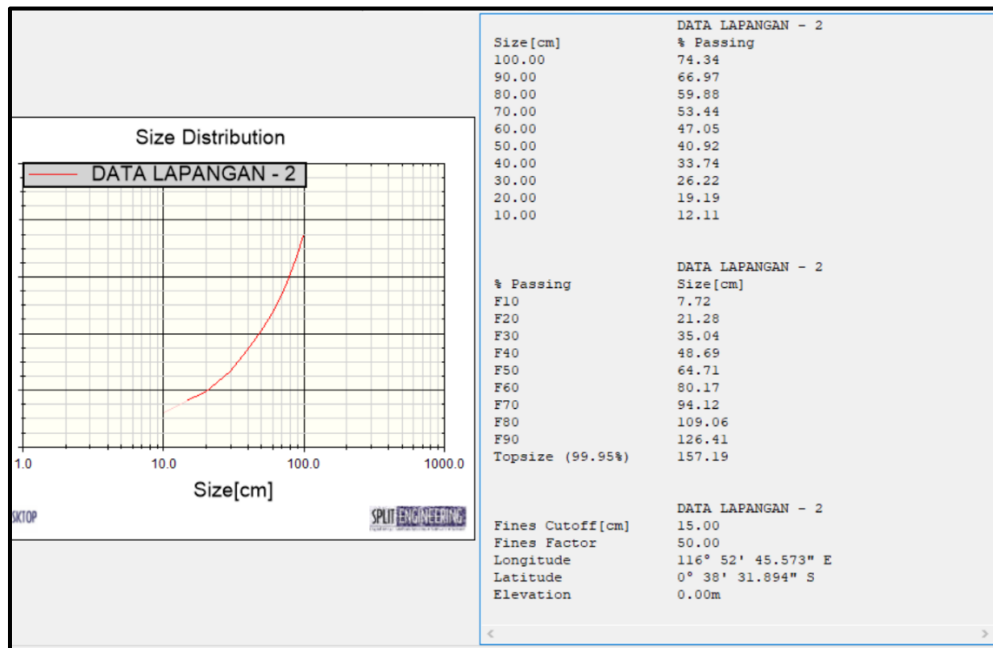 Size Distribution
DATA LAPANGAN - 2
1.0 10.0 100.0 1000.0
Size[cm]
SKTOP
SPLIT ENGINEERING
DATA LAPANGAN - 2
Size[cm] % Passing
100.00 74.34
90.00 66.97
80.00 59.88
70.00 53.44
60.00 47.05
50.00 40.92
40.00 33.74
30.00 26.22
20.00 19.19
10.00 12.11
DATA LAPANGAN - 2
% Passing Size[cm]
F10 7.72
F20 21.28
F30 35.04
F40 48.69
F50 64.71
F60 80.17
F70 94.12
F80 109.06
F90 126.41
Topsize (99.95%) 157.19
DATA LAPANGAN - 2
Fines Cutoff[cm] 15.00
Fines Factor 50.00
Longitude 116° 52' 45.573" E
Latitude 0° 38' 31.894" S
Elevation 0.00m